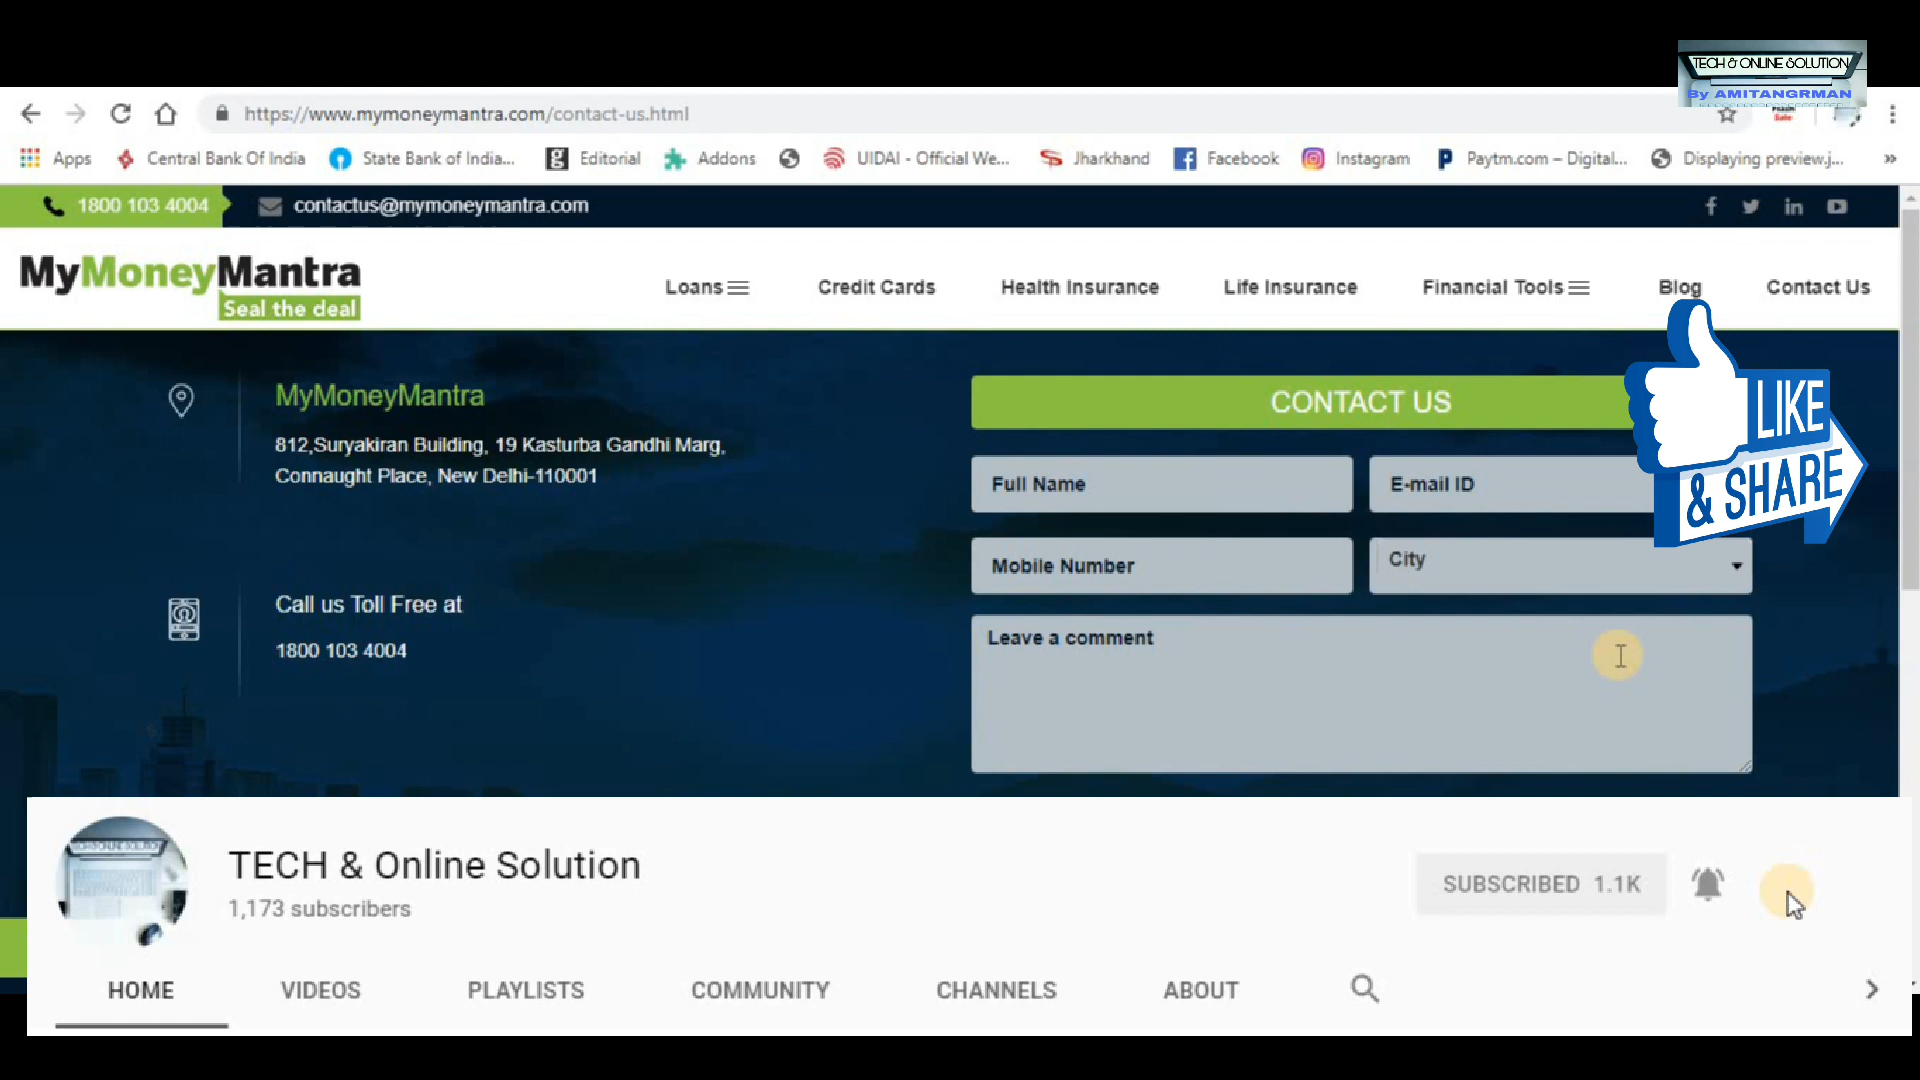 TECH & ONLINE SOLUTION
By AMITANGRMAN
https://www.mymoneymantra.com/contact-us.html
Apps Central Bank Of India State Bank of India... Editorial Addons UIDAI - Official We... Jharkhand Facebook Instagram Paytm.com – Digital... Displaying preview.j... »
1800 103 4004 contactus@mymoneymantra.com
MyMoneyMantra
Seal the deal
Loans Credit Cards Health Insurance Life Insurance Financial Tools Blog Contact Us
MyMoneyMantra
812,Suryakiran Building, 19 Kasturba Gandhi Marg,
Connaught Place, New Delhi-110001
Call us Toll Free at
1800 103 4004
CONTACT US
Full Name E-mail ID
Mobile Number City
Leave a comment
LIKE
& SHARE
TECH & Online Solution
1,173 subscribers
SUBSCRIBED 1.1K
HOME VIDEOS PLAYLISTS COMMUNITY CHANNELS ABOUT